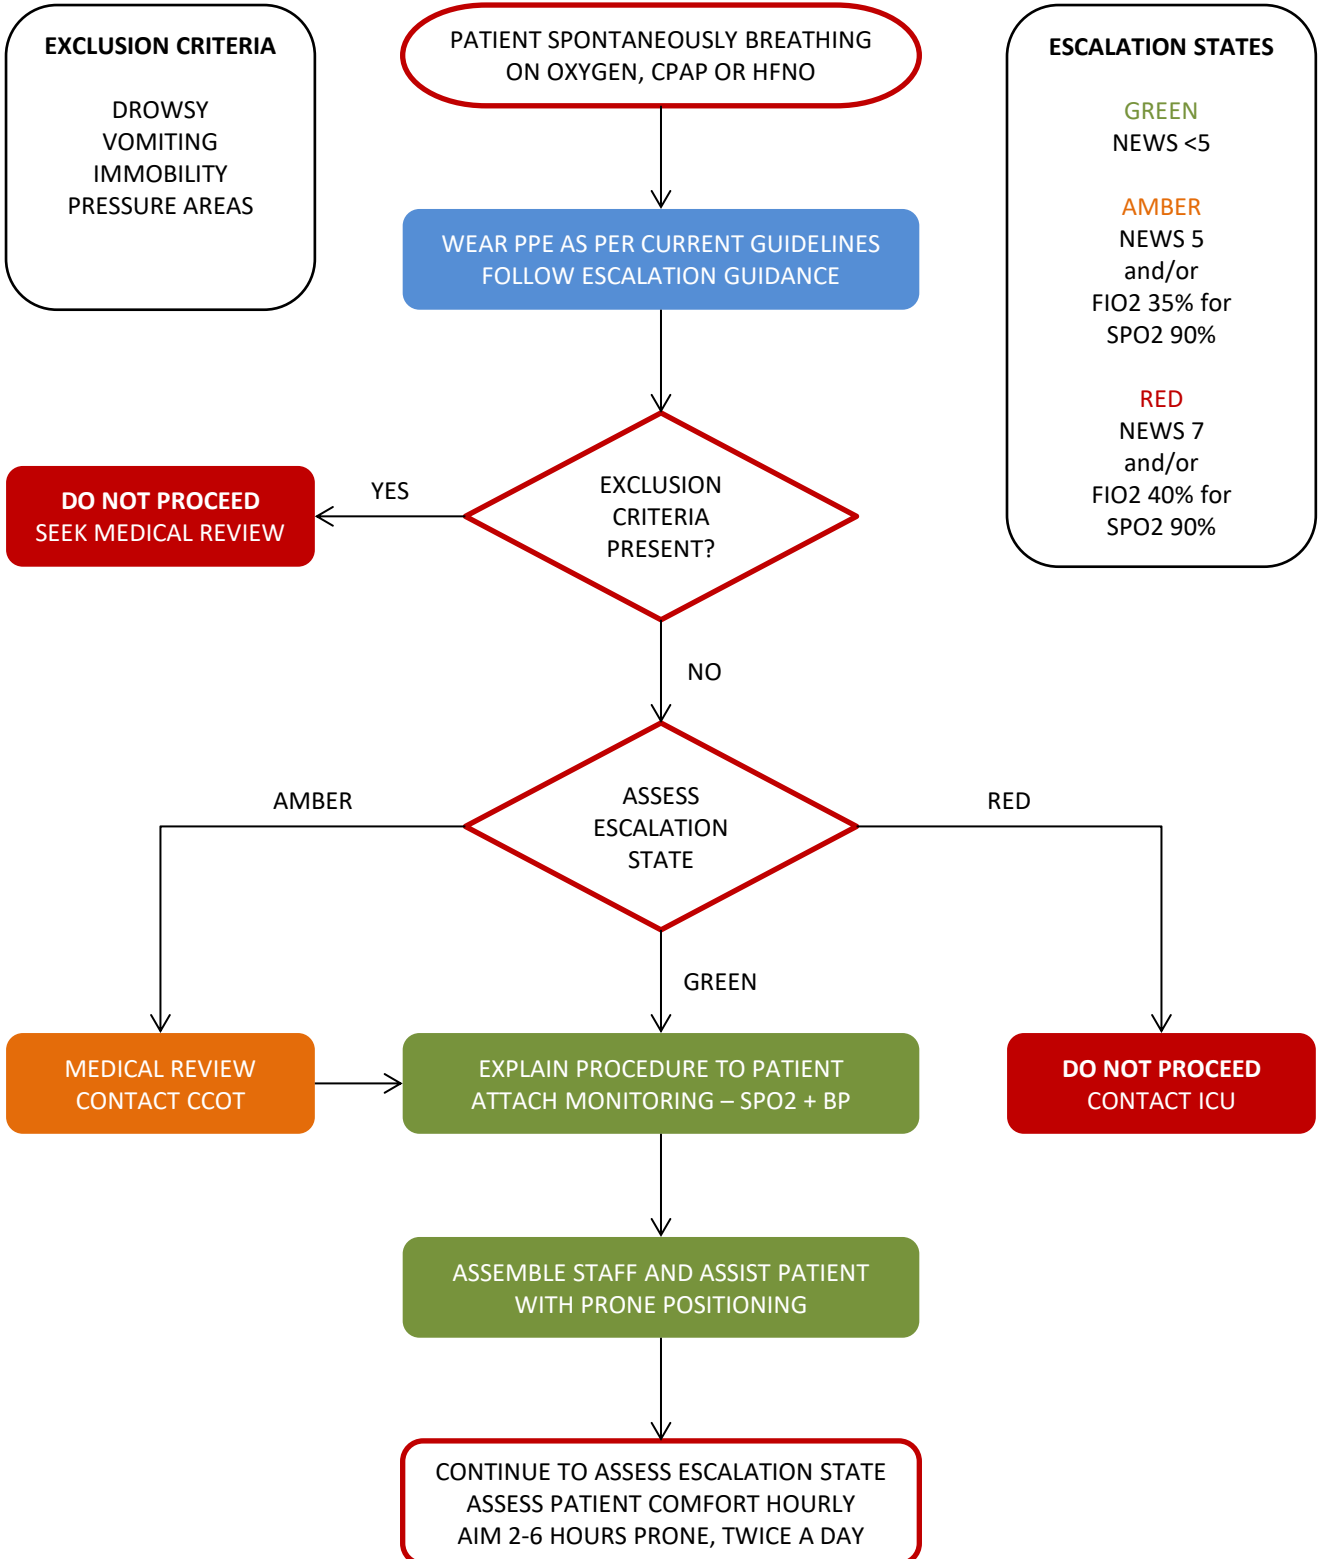 EXCLUSION CRITERIA
DROWSY
VOMITING
IMMOBILITY
PRESSURE AREAS
PATIENT SPONTANEOUSLY BREATHING
ON OXYGEN, CPAP OR HFNO
ESCALATION STATES
GREEN
NEWS <5
AMBER
NEWS 5
and/or
FIO2 35% for
SPO2 90%
RED
NEWS 7
and/or
FIO2 40% for
SPO2 90%
WEAR PPE AS PER CURRENT GUIDELINES
FOLLOW ESCALATION GUIDANCE
EXCLUSION
CRITERIA
PRESENT?
YES
DO NOT PROCEED
SEEK MEDICAL REVIEW
NO
ASSESS
ESCALATION
STATE
AMBER
RED
GREEN
MEDICAL REVIEW
CONTACT CCOT
EXPLAIN PROCEDURE TO PATIENT
ATTACH MONITORING – SPO2 + BP
DO NOT PROCEED
CONTACT ICU
ASSEMBLE STAFF AND ASSIST PATIENT
WITH PRONE POSITIONING
CONTINUE TO ASSESS ESCALATION STATE
ASSESS PATIENT COMFORT HOURLY
AIM 2-6 HOURS PRONE, TWICE A DAY